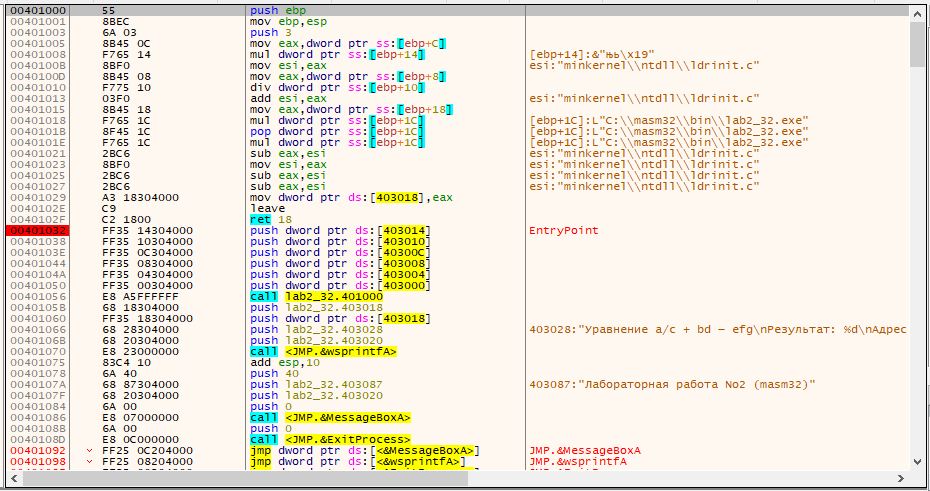 00401000 55 push ebp
00401001 8BEC mov ebp,esp
00401003 6A 03 push 3
00401005 8B45 0C mov eax,dword ptr ss:[ebp+C]
00401008 F765 14 mul dword ptr ss:[ebp+14] [ebp+14]:&"њь\x19"
0040100B 8BF0 mov esi,eax esi:"minkernel\\ntdll\\ldrinit.c"
0040100D 8B45 08 mov eax,dword ptr ss:[ebp+8]
00401010 F775 10 div dword ptr ss:[ebp+10]
00401013 03F0 add esi,eax esi:"minkernel\\ntdll\\ldrinit.c"
00401015 8B45 18 mov eax,dword ptr ss:[ebp+18]
00401018 F765 1C mul dword ptr ss:[ebp+1C] [ebp+1C]:L"C:\\masm32\\bin\\lab2_32.exe"
0040101B 8F45 1C pop dword ptr ss:[ebp+1C] [ebp+1C]:L"C:\\masm32\\bin\\lab2_32.exe"
0040101E F765 1C mul dword ptr ss:[ebp+1C] [ebp+1C]:L"C:\\masm32\\bin\\lab2_32.exe"
00401021 2BC6 sub eax,esi esi:"minkernel\\ntdll\\ldrinit.c"
00401023 8BF0 mov esi,eax esi:"minkernel\\ntdll\\ldrinit.c"
00401025 2BC6 sub eax,esi esi:"minkernel\\ntdll\\ldrinit.c"
00401027 2BC6 sub eax,esi esi:"minkernel\\ntdll\\ldrinit.c"
00401029 A3 18304000 mov dword ptr ds:[403018],eax
0040102E C9 leave
0040102F C2 1800 ret 18
00401032 FF35 14304000 push dword ptr ds:[403014] EntryPoint
00401038 FF35 10304000 push dword ptr ds:[403010]
0040103E FF35 0C304000 push dword ptr ds:[40300C]
00401044 FF35 08304000 push dword ptr ds:[403008]
0040104A FF35 04304000 push dword ptr ds:[403004]
00401050 FF35 00304000 push dword ptr ds:[403000]
00401056 E8 A5FFFFFF call lab2_32.401000
0040105B 68 18304000 push lab2_32.403018
00401060 FF35 18304000 push dword ptr ds:[403018]
00401066 68 28304000 push lab2_32.403028 403028:"Уравнение a/c + bd − efg\nРезультат: %d\nАдрес
0040106B 68 20304000 push lab2_32.403020
00401070 E8 23000000 call <JMP.&wsprintfA>
00401075 83C4 10 add esp,10
00401078 6A 40 push 40
0040107A 68 87304000 push lab2_32.403087 403087:"Лабораторная работа No2 (masm32)"
0040107F 68 20304000 push lab2_32.403020
00401084 6A 00 push 0
00401086 E8 07000000 call <JMP.&MessageBoxA>
0040108B 6A 00 push 0
0040108D E8 0C000000 call <JMP.&ExitProcess>
00401092 FF25 0C204000 jmp dword ptr ds:[<&MessageBoxA>] JMP.&MessageBoxA
00401098 FF25 08204000 jmp dword ptr ds:[<&wsprintfA>] JMP.&wsprintfA